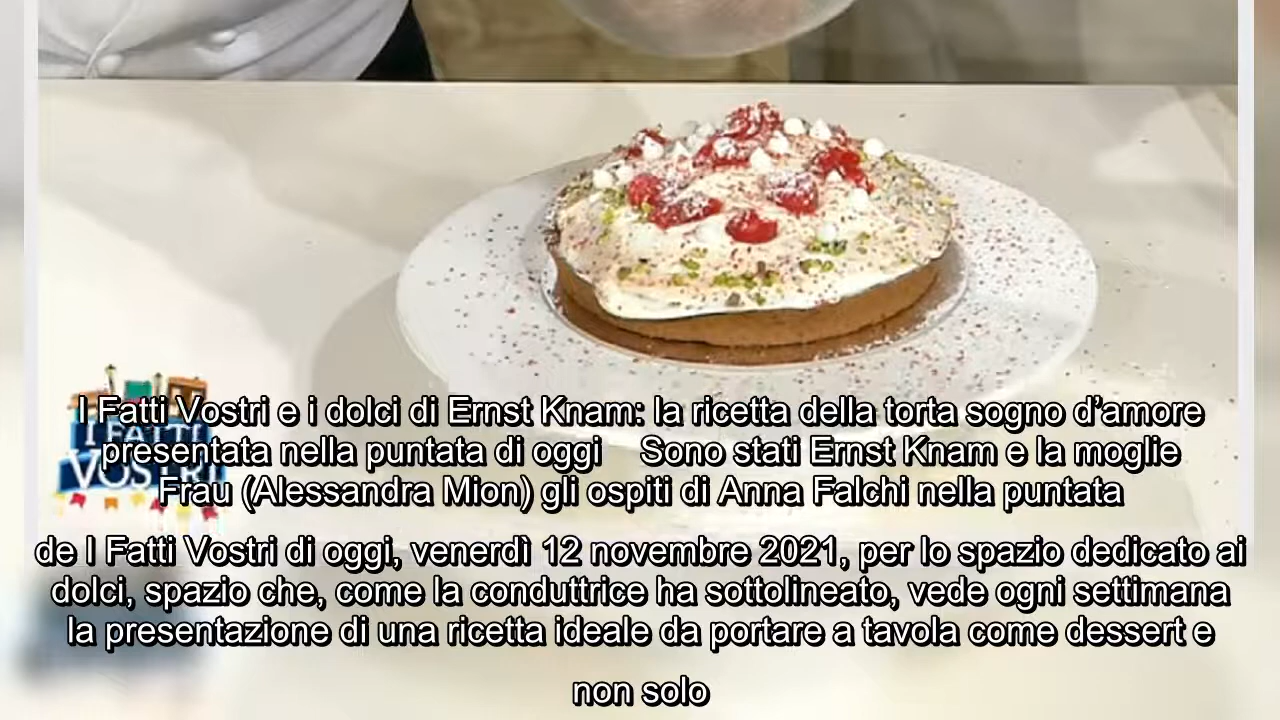 I Fatti Vostri e i dolci di Ernst Knam: la ricetta della torta sogno d’amore
presentata nella puntata di oggi    Sono stati Ernst Knam e la moglie
Frau (Alessandra Mion) gli ospiti di Anna Falchi nella puntata
I FATTI
VOSTRI
de I Fatti Vostri di oggi, venerdì 12 novembre 2021, per lo spazio dedicato ai
dolci, spazio che, come la conduttrice ha sottolineato, vede ogni settimana
la presentazione di una ricetta ideale da portare a tavola come dessert e
non solo